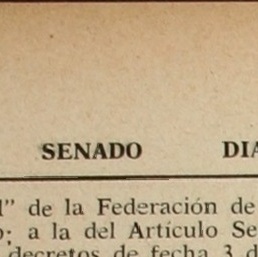 SENADO DIA
l" de la Federación de
o; a la del Artículo Se
decretos de fecha 3 d